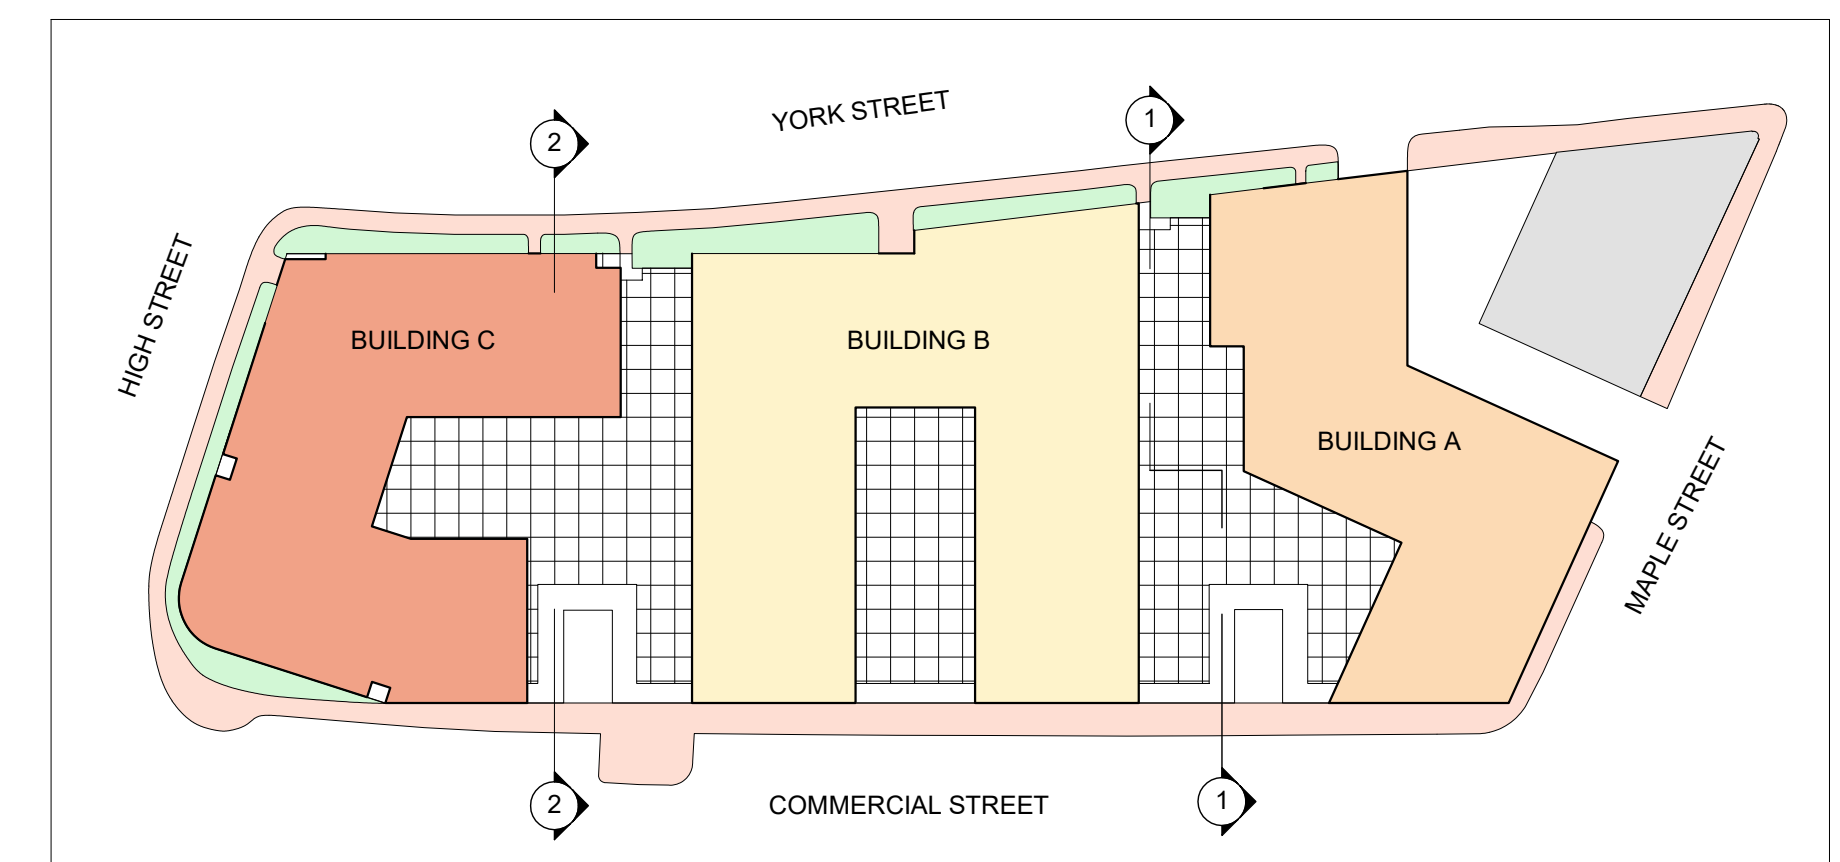 YORK STREET
1
2
HIGH STREET
BUILDING C
BUILDING B
BUILDING A
MAPLE STREET
2
COMMERCIAL STREET
1